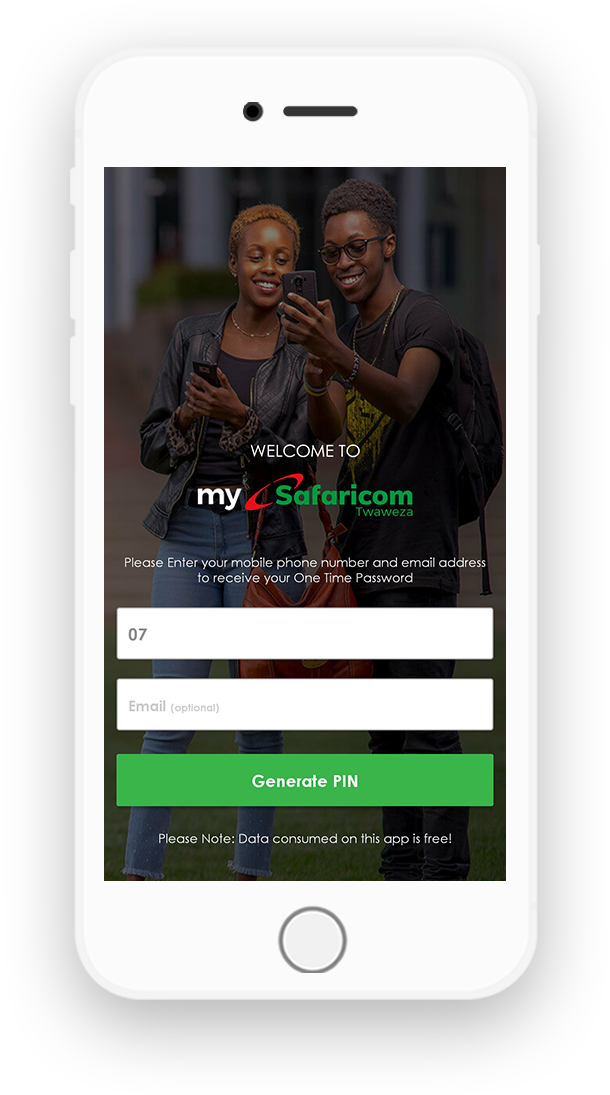 WELCOME TO
my Safaricom
Twaweza
Please Enter your mobile phone number and email address
to receive your One Time Password
07
Email (optional)
Generate PIN
Please Note: Data consumed on this app is free!